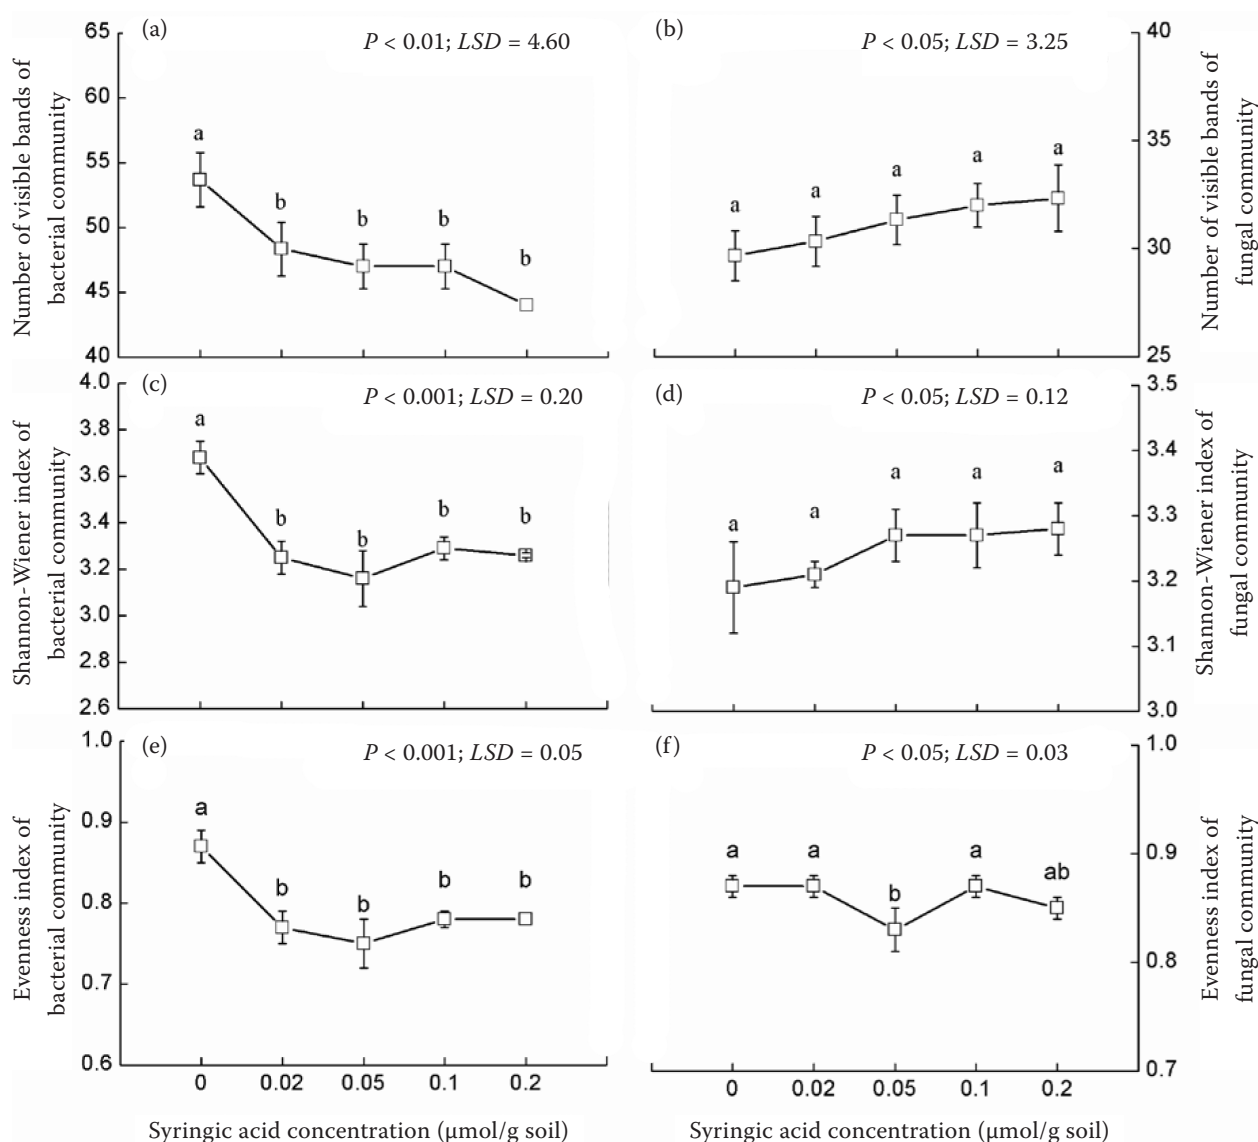 (a)
P < 0.01; LSD = 4.60
Number of visible bands of
bacterial community
65
60
55
50
45
40
a
b
b
b
b
(b)
P < 0.05; LSD = 3.25
a
a
a
a
a
40
35
30
25
Number of visible bands of
fungal community
(c)
P < 0.001; LSD = 0.20
Shannon-Wiener index of
bacterial community
4.0
3.8
3.6
3.4
3.2
3.0
2.8
2.6
a
b
b
b
b
(d)
P < 0.05; LSD = 0.12
a
a
a
a
a
3.5
3.4
3.3
3.2
3.1
3.0
Shannon-Wiener index of
fungal community
(e)
P < 0.001; LSD = 0.05
Evenness index of
bacterial community
1.0
0.9
0.8
0.7
0.6
a
b
b
b
b
0
0.02
0.05
0.1
0.2
Syringic acid concentration (µmol/g soil)
(f)
P < 0.05; LSD = 0.03
a
a
b
a
ab
1.0
0.9
0.8
0.7
Evenness index of
fungal community
0
0.02
0.05
0.1
0.2
Syringic acid concentration (µmol/g soil)